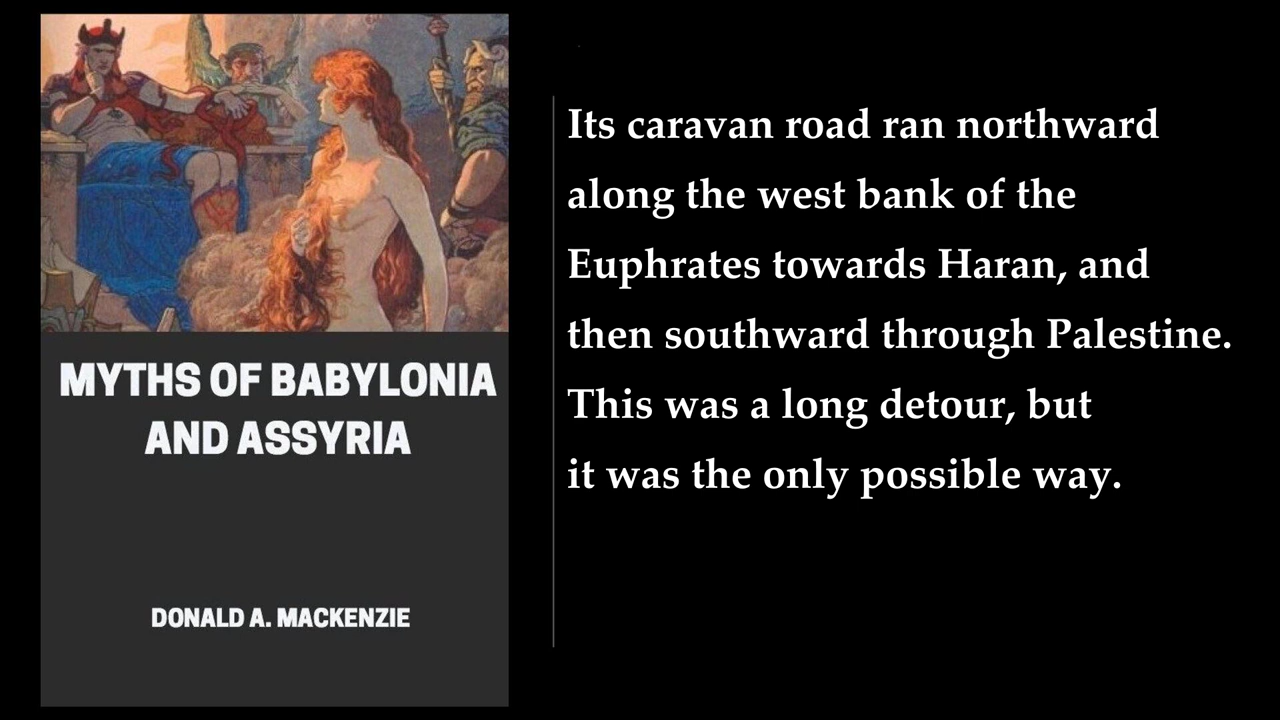 MYTHS OF BABYLONIA
AND ASSYRIA
DONALD A. MACKENZIE
Its caravan road ran northward
along the west bank of the
Euphrates towards Haran, and
then southward through Palestine.
This was a long detour, but
it was the only possible way.